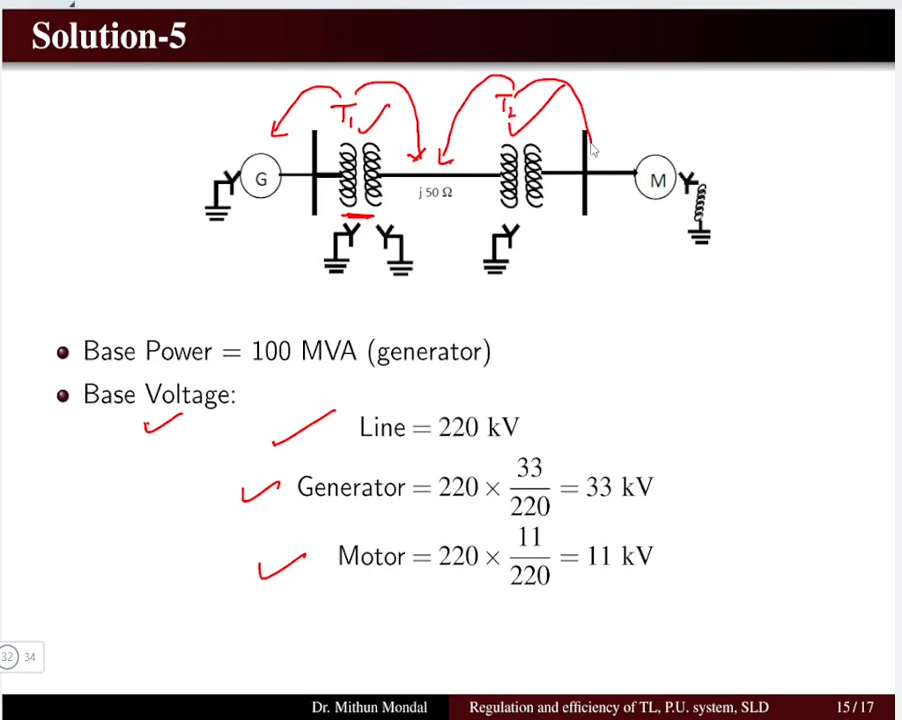 Solution-5
T1
T2
G
j 50 Ω
M
• Base Power = 100 MVA (generator)
• Base Voltage:
Line = 220 kV
Generator = 220 × 33/220 = 33 kV
Motor = 220 × 11/220 = 11 kV
32 34
Dr. Mithun Mondal Regulation and efficiency of TL, P.U. system, SLD 15 / 17